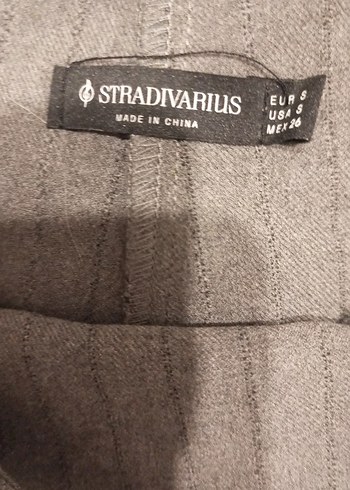 STRADIVARIUS
MADE IN CHINA
EUR S
USA S
MEX 26